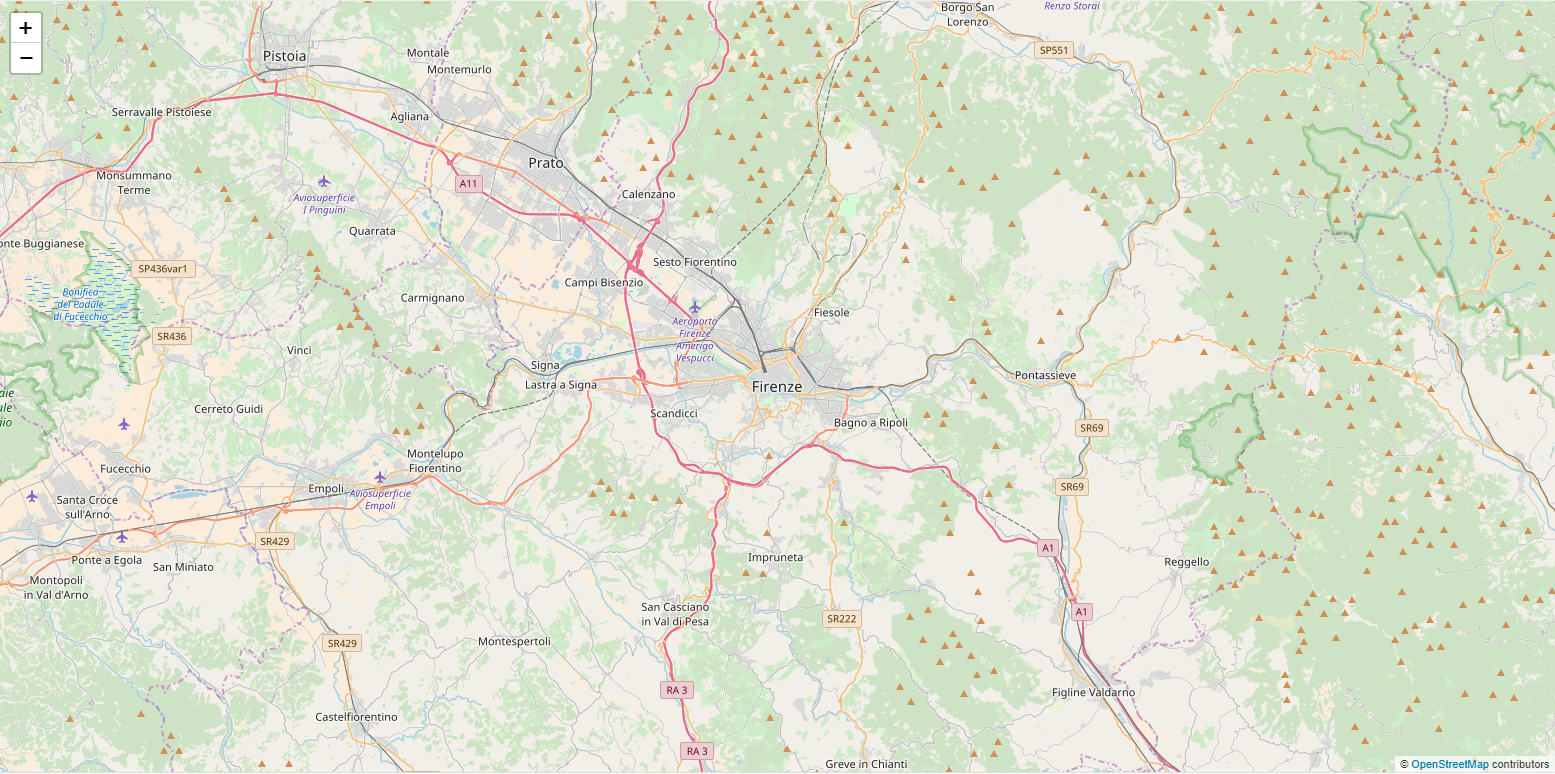 Borgo San
Lorenzo
Renzo Storai
+
−
Pistoia
Montale
SP551
Montemurlo
Serravalle Pistoiese
Agliana
Prato
Monsummano
Terme
A11
Calenzano
Aviosuperficie
I Pinguini
Quarrata
onte Buggianese
Sesto Fiorentino
SP436var1
Campi Bisenzio
Bonifica
del Padule
di Fucecchio
Carmignano
Fiesole
Aeroporto
Firenze
Amerigo
Vespucci
SR436
Vinci
Signa
Lastra a Signa
Firenze
Pontassieve
Cerreto Guidi
Scandicci
Bagno a Ripoli
SR69
Montelupo
Fiorentino
Fucecchio
Empoli
Aviosuperficie
Empoli
SR69
Santa Croce
sull'Arno
SR429
A1
Ponte a Egola
San Miniato
Impruneta
Reggello
Montopoli
in Val d'Arno
San Casciano
in Val di Pesa
A1
SR222
SR429
Montespertoli
RA 3
Figline Valdarno
Castelfiorentino
RA 3
Greve in Chianti
© OpenStreetMap contributors